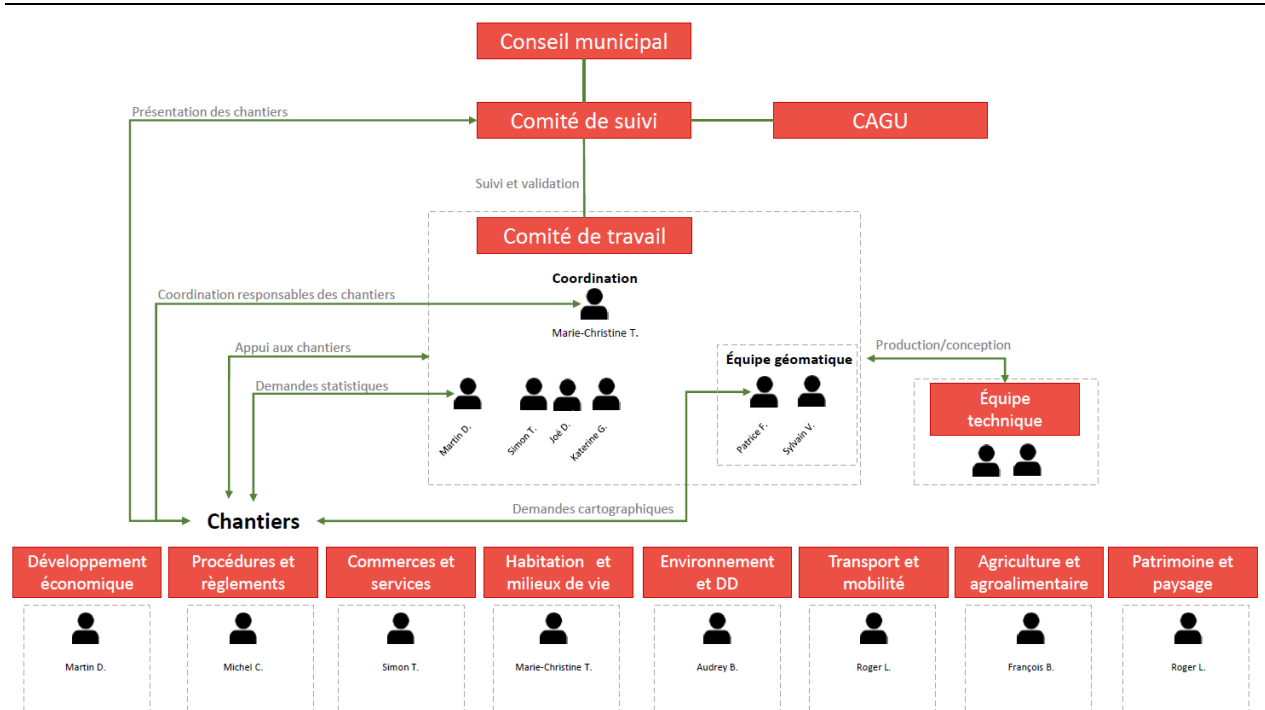 Conseil municipal
Présentation des chantiers
Comité de suivi
CAGU
Suivi et validation
Comité de travail
Coordination
Coordination responsables des chantiers
Marie-Christine T.
Appui aux chantiers
Équipe géomatique
Production/conception
Demandes statistiques
Équipe
technique
Martin D.
Simon T.
Joé D.
Katerine G.
Patrice F.
Sylvain V.
Demandes cartographiques
Chantiers
Développement
économique
Procédures et
règlements
Commerces et
services
Habitation et
milieux de vie
Environnement
et DD
Transport et
mobilité
Agriculture et
agroalimentaire
Patrimoine et
paysage
Martin D.
Michel C.
Simon T.
Marie-Christine T.
Audrey B.
Roger L.
François B.
Roger L.